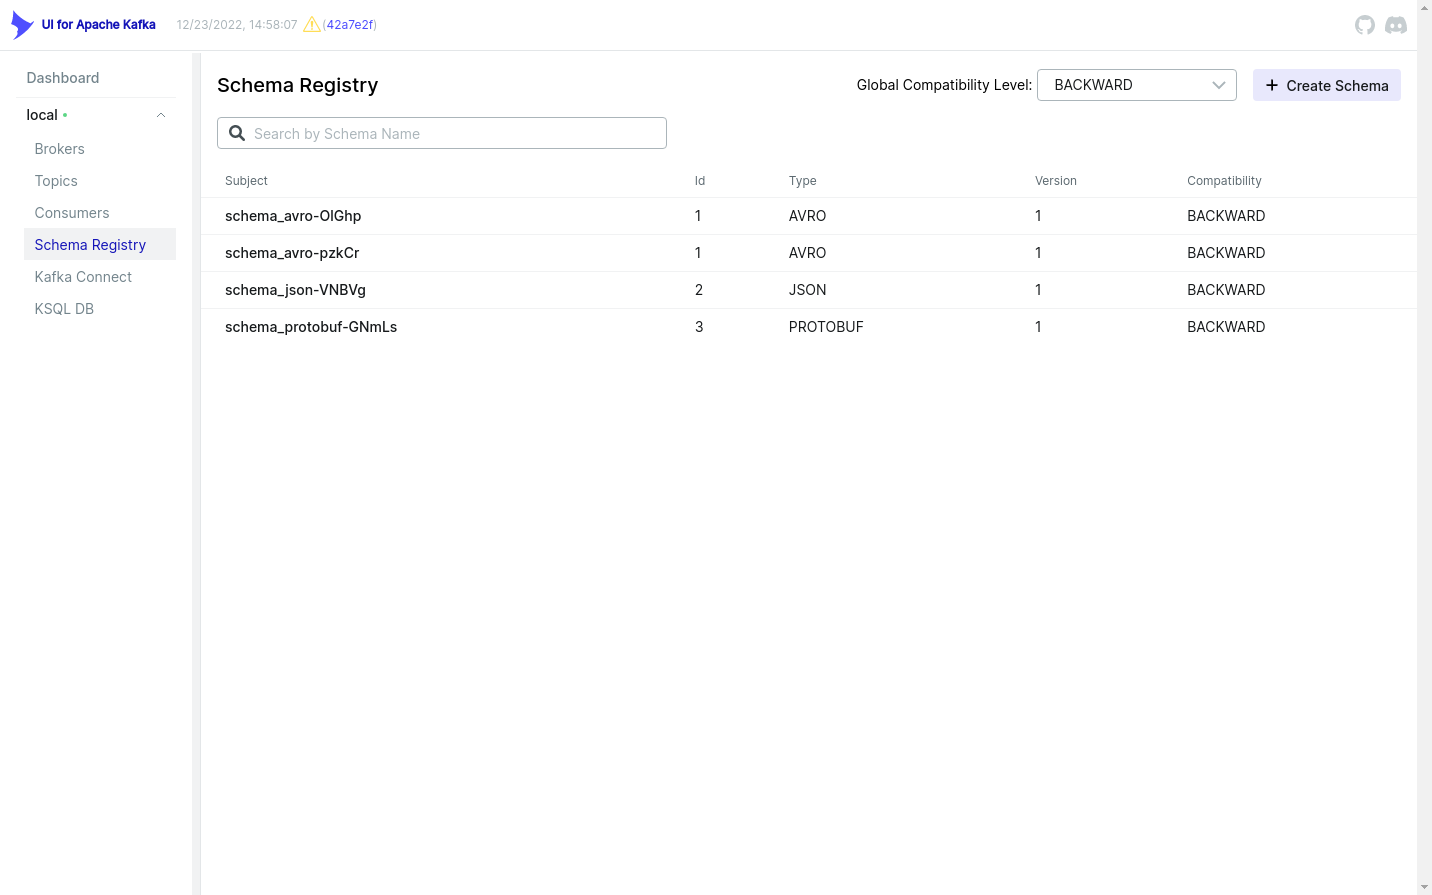 UI for Apache Kafka 12/23/2022, 14:58:07 (42a7e2f)
Dashboard
local
Brokers
Topics
Consumers
Schema Registry
Kafka Connect
KSQL DB
Schema Registry
Global Compatibility Level: BACKWARD
Create Schema
Search by Schema Name
Subject Id Type Version Compatibility
schema_avro-OlGhp 1 AVRO 1 BACKWARD
schema_avro-pzkCr 1 AVRO 1 BACKWARD
schema_json-VNBVg 2 JSON 1 BACKWARD
schema_protobuf-GNmLs 3 PROTOBUF 1 BACKWARD